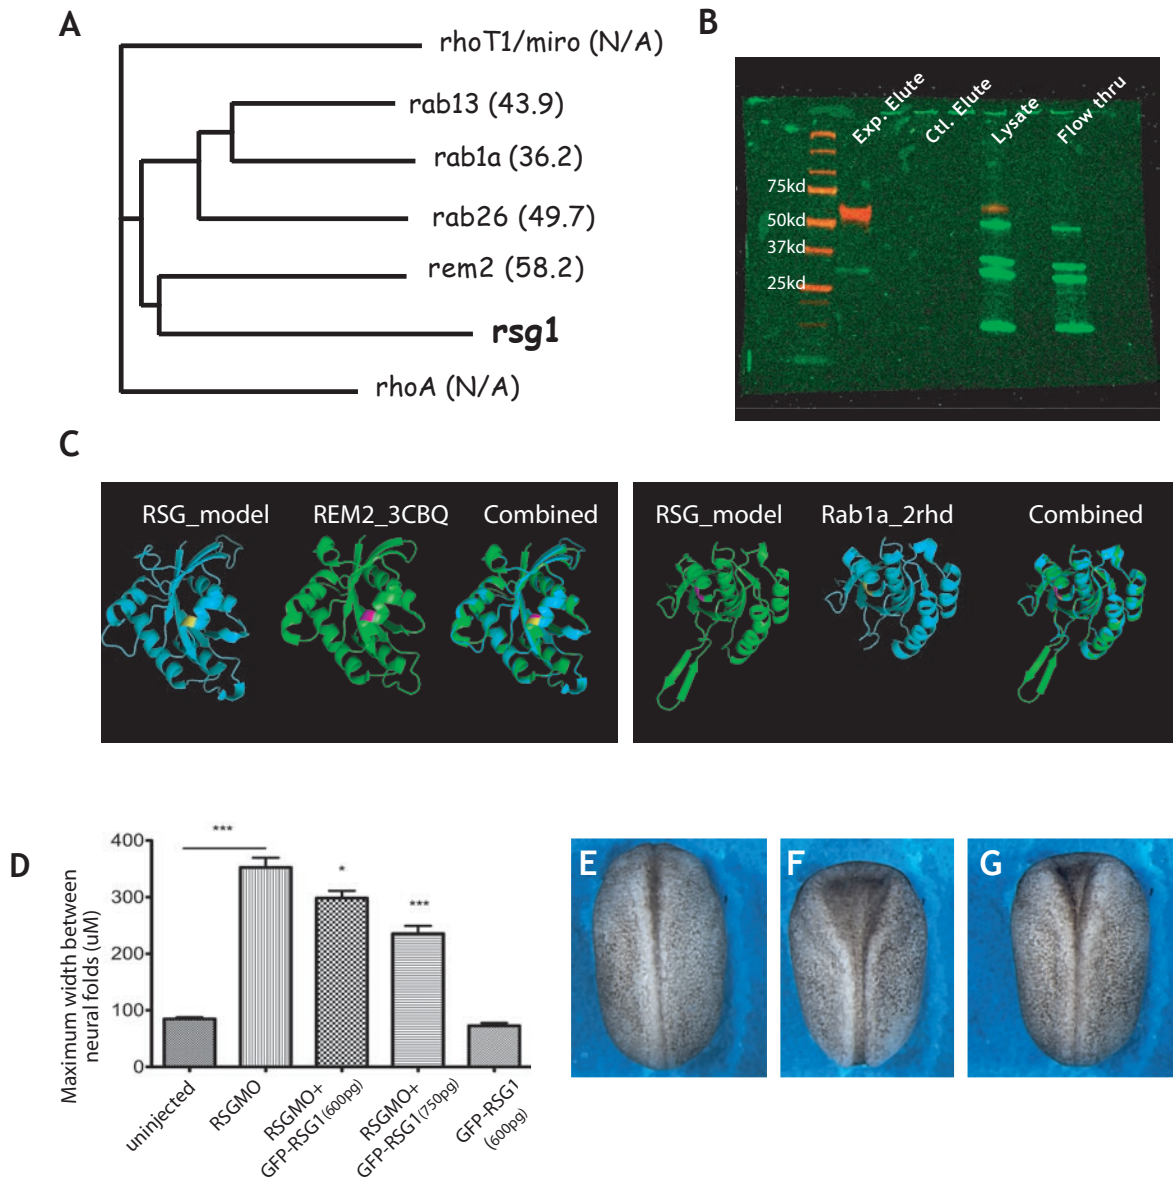 A
rhoT1/miro (N/A)
rab13 (43.9)
rab1a (36.2)
rab26 (49.7)
rem2 (58.2)
rsg1
rhoA (N/A)
B
Exp. Elute
Ctl. Elute
Lysate
Flow thru
75kd
50kd
37kd
25kd
C
RSG_model
REM2_3CBQ
Combined
RSG_model
Rab1a_2rhd
Combined
D
Maximum width between
neural folds (uM)
400
300
200
100
0
***
*
***
uninjected
RSGMO
RSGMO+
GFP-RSG1(600pg)
RSGMO+
GFP-RSG1(750pg)
GFP-RSG1
(600pg)
E
F
G